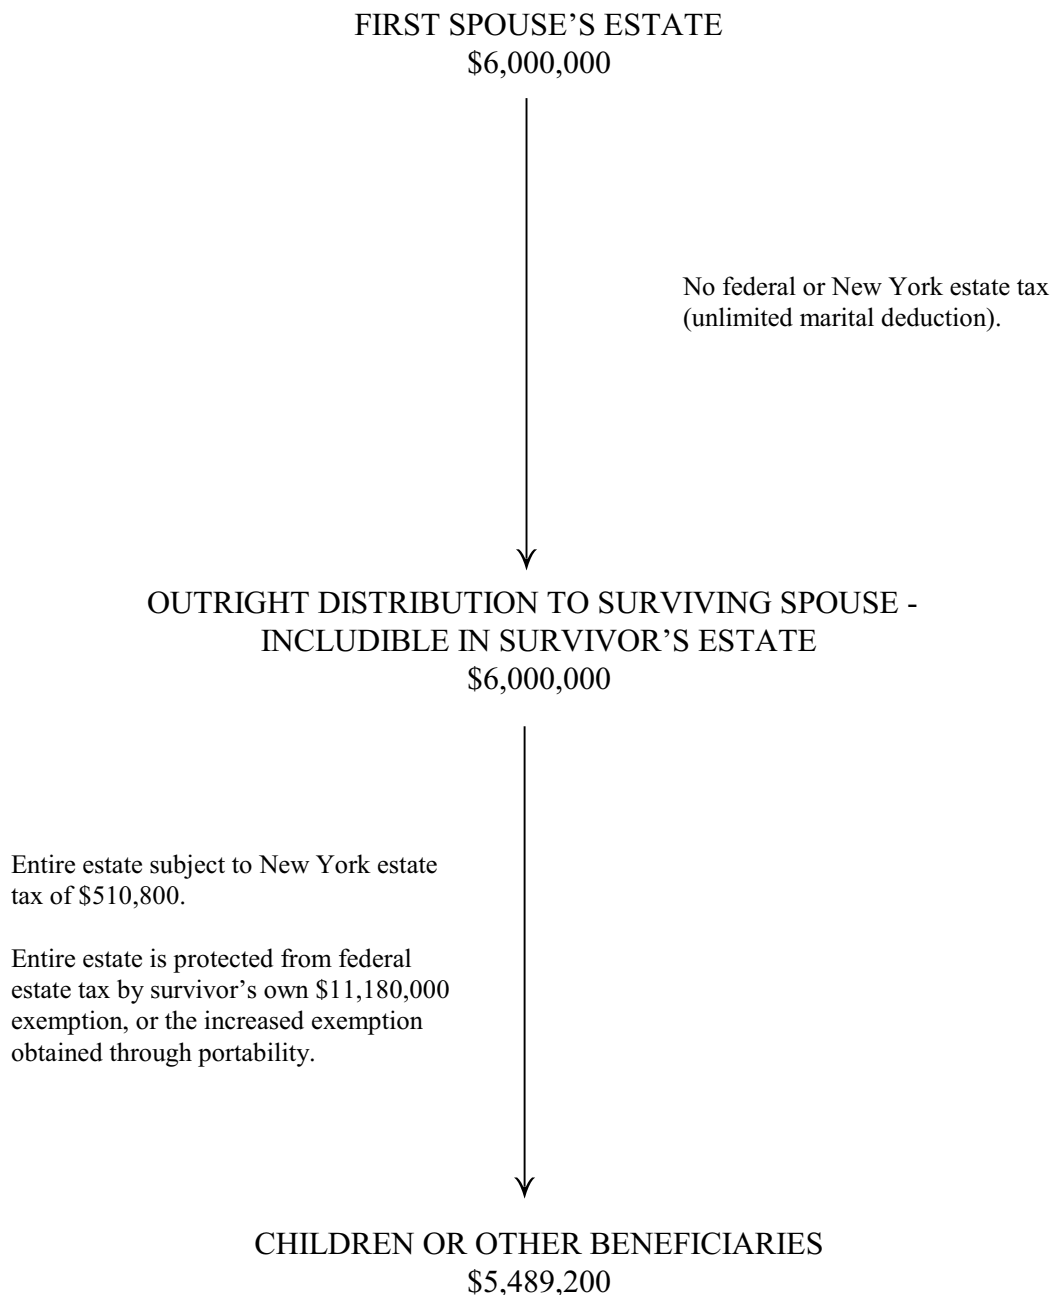 FIRST SPOUSE’S ESTATE
$6,000,000
No federal or New York estate tax
(unlimited marital deduction).
OUTRIGHT DISTRIBUTION TO SURVIVING SPOUSE -
INCLUDIBLE IN SURVIVOR’S ESTATE
$6,000,000
Entire estate subject to New York estate
tax of $510,800.
Entire estate is protected from federal
estate tax by survivor’s own $11,180,000
exemption, or the increased exemption
obtained through portability.
CHILDREN OR OTHER BENEFICIARIES
$5,489,200